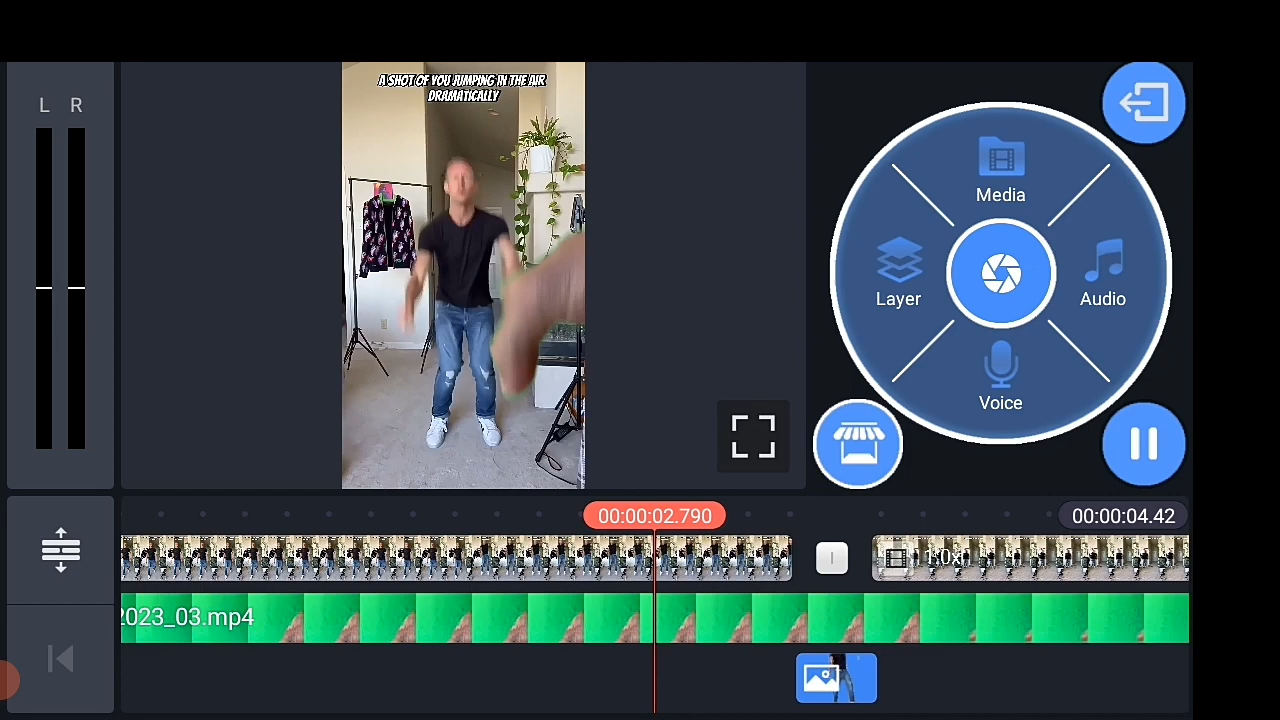 L R
A SHOT OF YOU JUMPING IN THE AIR
DRAMATICALLY
Media
Layer
Audio
Voice
00:00:02.790
00:00:04.42
1.0x
2023_03.mp4